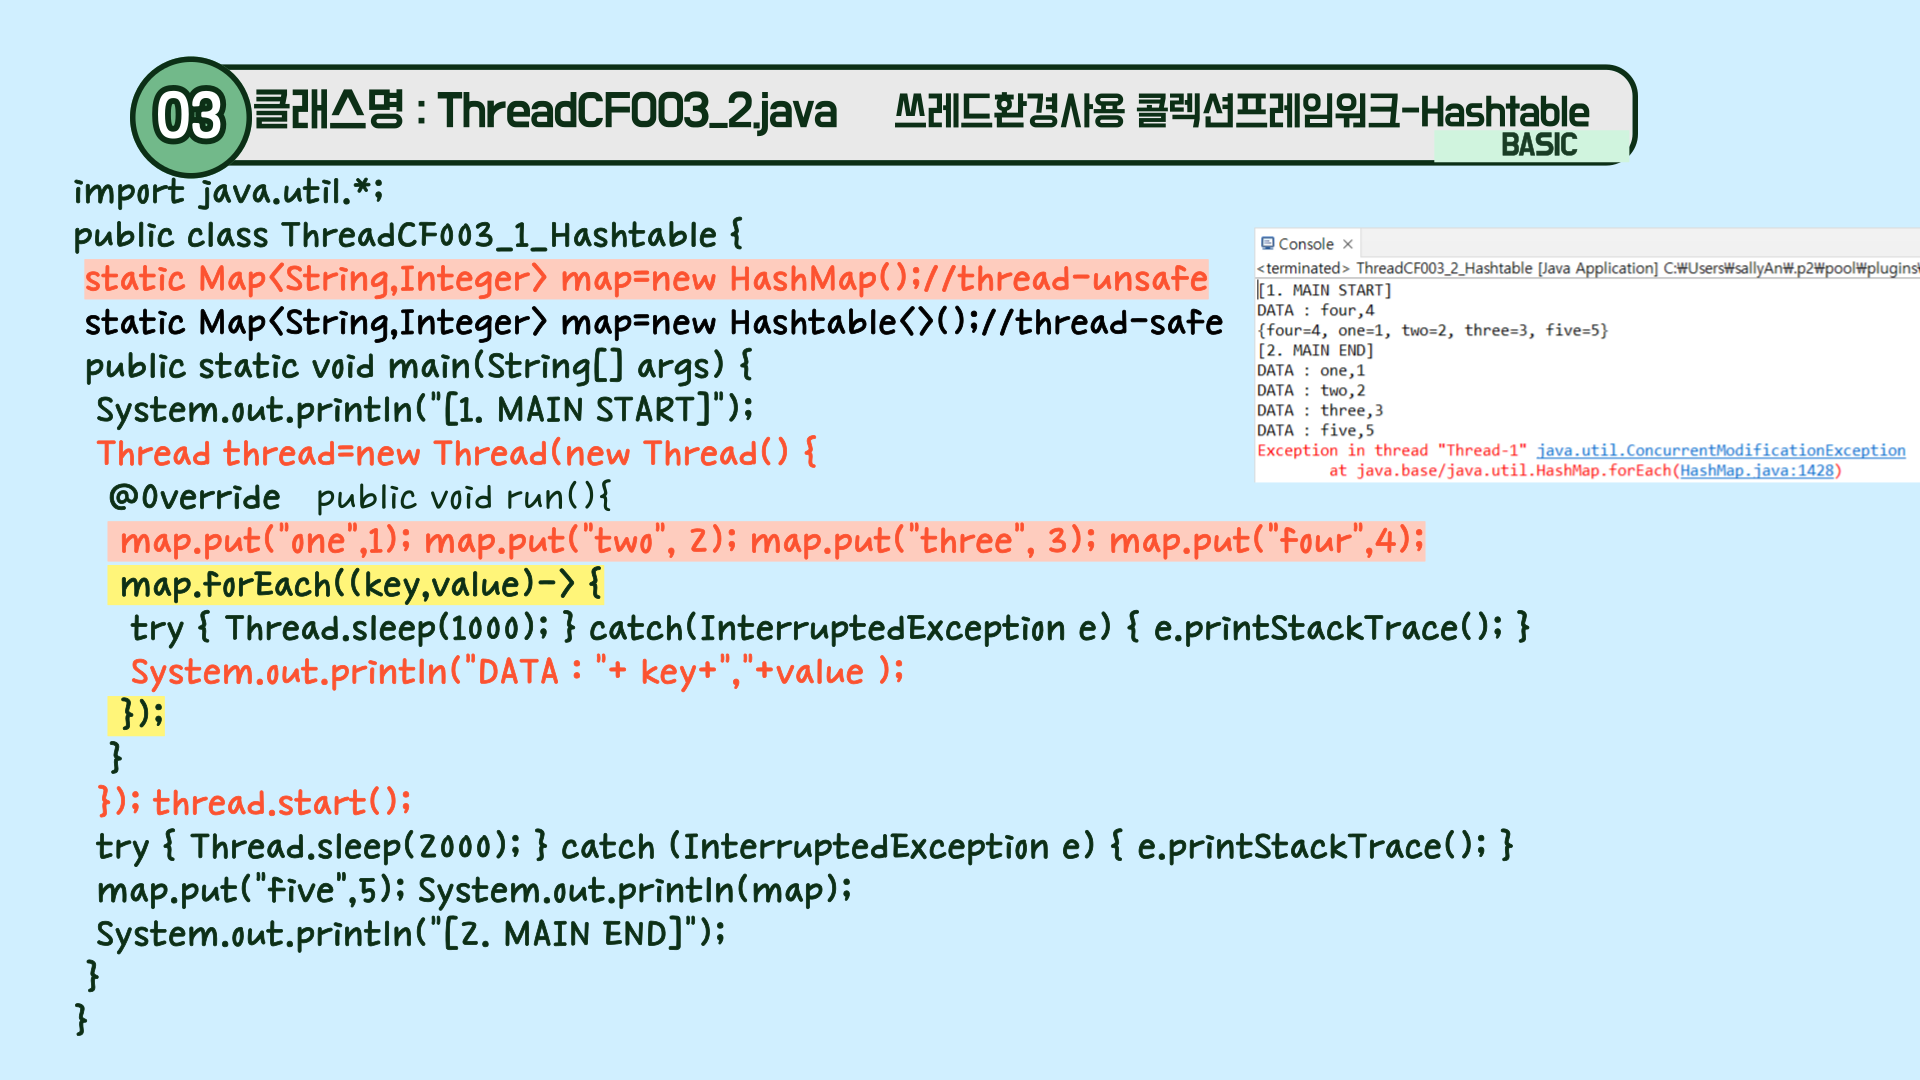 03
클래스명 : ThreadCF003_2.java 쓰레드환경사용 콜렉션프레임워크-Hashtable
BASIC
import java.util.*;
public class ThreadCF003_1_Hashtable {
static Map<String,Integer> map=new HashMap();//thread-unsafe
static Map<String,Integer> map=new Hashtable<>();//thread-safe
public static void main(String[] args) {
System.out.println("[1. MAIN START]");
Thread thread=new Thread(new Thread() {
@Override public void run(){
map.put("one",1); map.put("two", 2); map.put("three", 3); map.put("four",4);
map.forEach((key,value)-> {
try { Thread.sleep(1000); } catch(InterruptedException e) { e.printStackTrace(); }
System.out.println("DATA : "+ key+","+value );
});
}
}); thread.start();
try { Thread.sleep(2000); } catch (InterruptedException e) { e.printStackTrace(); }
map.put("five",5); System.out.println(map);
System.out.println("[2. MAIN END]");
}
}
Console
<terminated> ThreadCF003_2_Hashtable [Java Application] C:₩Users₩sallyAn₩.p2₩pool₩plugins₩
[1. MAIN START]
DATA : four,4
{four=4, one=1, two=2, three=3, five=5}
[2. MAIN END]
DATA : one,1
DATA : two,2
DATA : three,3
DATA : five,5
Exception in thread "Thread-1" java.util.ConcurrentModificationException
at java.base/java.util.HashMap.forEach(HashMap.java:1428)